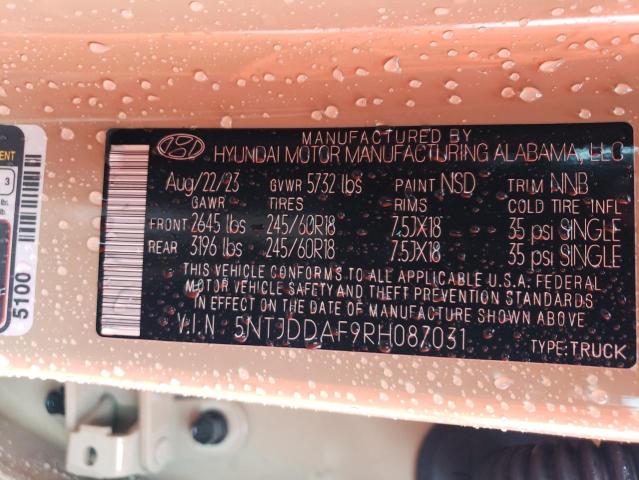 MANUFACTURED BY
HYUNDAI MOTOR MANUFACTURING ALABAMA, LLC
Aug/22/23 GVWR 5732 lbs PAINT NSD TRIM NNB
GAWR TIRES RIMS COLD TIRE INFL
FRONT 2645 lbs 245/60R18 7.5JX18 35 psi SINGLE
REAR 3196 lbs 245/60R18 7.5JX18 35 psi SINGLE
THIS VEHICLE CONFORMS TO ALL APPLICABLE U.S.A. FEDERAL
MOTOR VEHICLE SAFETY AND THEFT PREVENTION STANDARDS
IN EFFECT ON THE DATE OF MANUFACTURE SHOWN ABOVE.
V.I.N 5NTJDDAF9RH087031
TYPE: TRUCK
5100
3